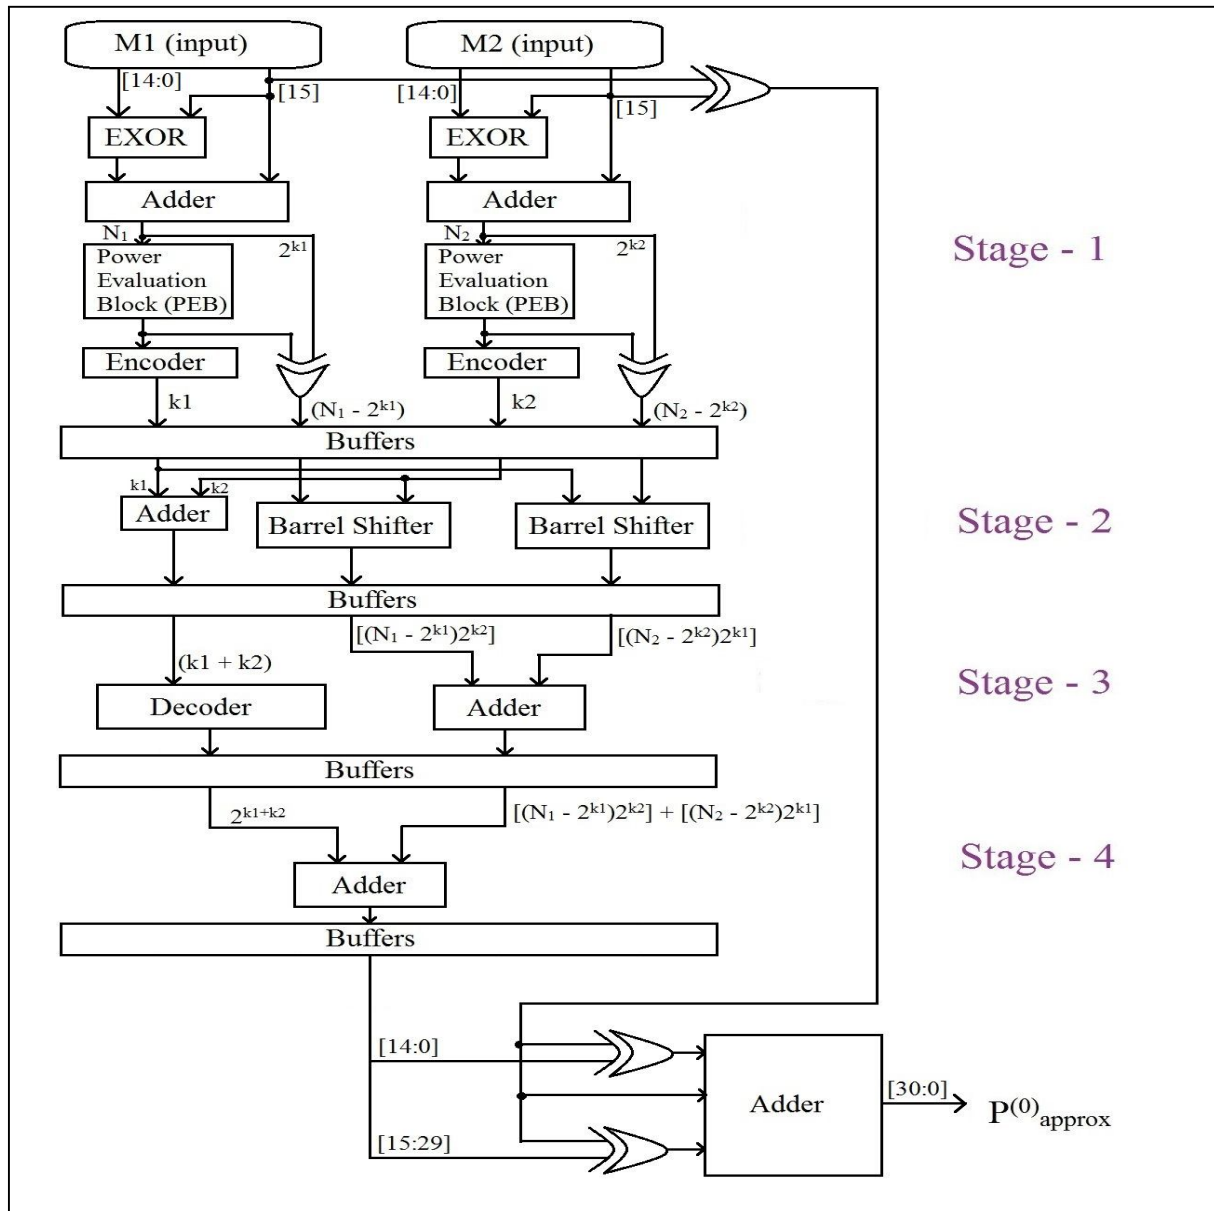 M1 (input)
M2 (input)
[14:0]
[15]
[14:0]
[15]
EXOR
EXOR
Adder
Adder
N₁
2ᵏ¹
N₂
2ᵏ²
Stage - 1
Power
Evaluation
Block (PEB)
Power
Evaluation
Block (PEB)
Encoder
Encoder
k1
(N₁ - 2ᵏ¹)
k2
(N₂ - 2ᵏ²)
Buffers
k1
k2
Adder
Barrel Shifter
Barrel Shifter
Stage - 2
Buffers
[(N₁ - 2ᵏ¹)2ᵏ²]
[(N₂ - 2ᵏ²)2ᵏ¹]
(k1 + k2)
Stage - 3
Decoder
Adder
Buffers
2ᵏ¹⁺ᵏ²
[(N₁ - 2ᵏ¹)2ᵏ²] + [(N₂ - 2ᵏ²)2ᵏ¹]
Stage - 4
Adder
Buffers
[14:0]
Adder
[30:0]
P⁽⁰⁾approx
[15:29]